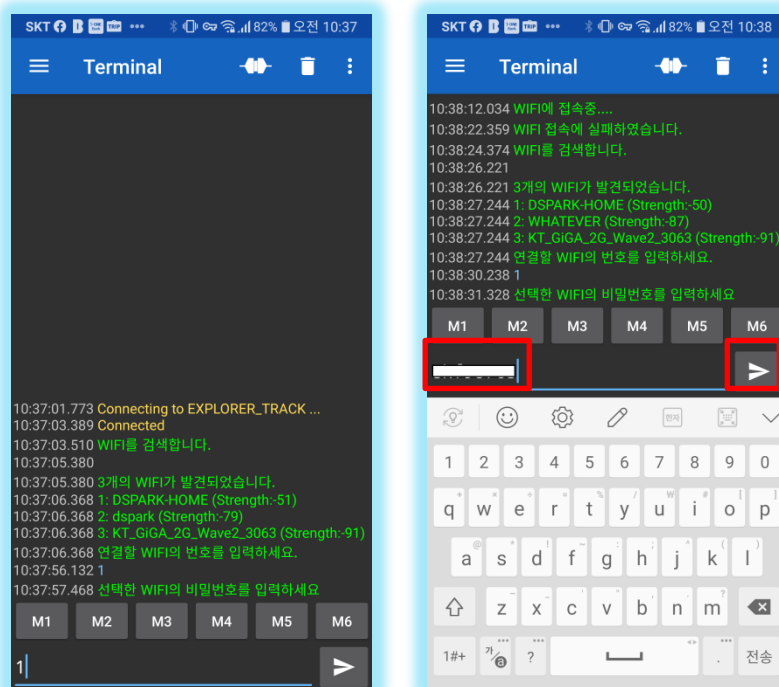 SKT 82% 오전 10:37
Terminal
10:37:01.773 Connecting to EXPLORER_TRACK ...
10:37:03.389 Connected
10:37:03.510 WIFI를 검색합니다.
10:37:05.380
10:37:05.380 3개의 WIFI가 발견되었습니다.
10:37:06.368 1: DSPARK-HOME (Strength:-51)
10:37:06.368 2: dspark (Strength:-79)
10:37:06.368 3: KT_GiGA_2G_Wave2_3063 (Strength:-91)
10:37:06.368 연결할 WIFI의 번호를 입력하세요.
10:37:56.132 1
10:37:57.468 선택한 WIFI의 비밀번호를 입력하세요
M1 M2 M3 M4 M5 M6
1
SKT 82% 오전 10:38
Terminal
10:38:12.034 WIFI에 접속중....
10:38:22.359 WIFI 접속에 실패하였습니다.
10:38:24.374 WIFI를 검색합니다.
10:38:26.221
10:38:26.221 3개의 WIFI가 발견되었습니다.
10:38:27.244 1: DSPARK-HOME (Strength:-50)
10:38:27.244 2: WHATEVER (Strength:-87)
10:38:27.244 3: KT_GiGA_2G_Wave2_3063 (Strength:-91)
10:38:27.244 연결할 WIFI의 번호를 입력하세요.
10:38:30.238 1
10:38:31.328 선택한 WIFI의 비밀번호를 입력하세요
M1 M2 M3 M4 M5 M6
1 2 3 4 5 6 7 8 9 0
q w e r t y u i o p
a s d f g h j k l
z x c v b n m
1#+ 가/a ? . 전송